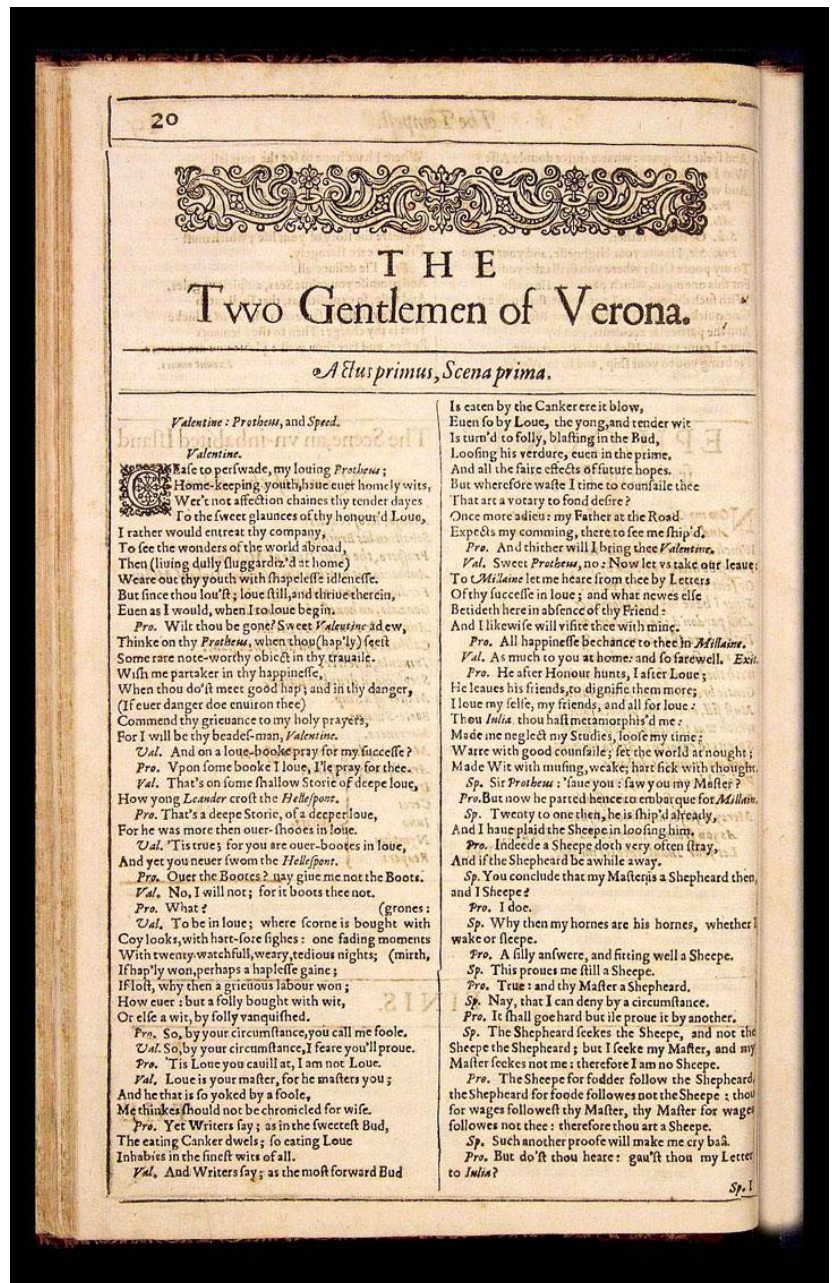 20
THE
Two Gentlemen of Verona.
Actus primus, Scena prima.
Valentine: Protheus, and Speed.
Valentine.
CEase to perswade, my louing Protheus;
Home-keeping youth, haue euer homely wits,
Wer't not affection chaines thy tender dayes
To the sweet glaunces of thy honour'd Loue,
I rather would entreat thy company,
To see the wonders of the world abroad,
Then (liuing dully sluggardiz'd at home)
Weare out thy youth with shapelesse idlenesse.
But since thou lou'st; loue still, and thriue therein,
Euen as I would, when I to loue begin.
Pro. Wilt thou be gone? Sweet Valentine adew,
Thinke on thy Protheus, when thou (hap'ly) seest
Some rare note-worthy obiect in thy trauaile.
Wish me partaker in thy happinesse,
When thou do'st meet good hap; and in thy danger,
(If euer danger doe enuiron thee)
Commend thy grieuance to my holy prayers,
For I will be thy beades-man, Valentine.
Val. And on a loue-booke pray for my successe?
Pro. Vpon some booke I loue, I'le pray for thee.
Val. That's on some shallow Storie of deepe loue,
How yong Leander crost the Hellespont.
Pro. That's a deepe Storie, of a deeper loue,
For he was more then ouer-shooes in loue.
Val. 'Tis true; for you are ouer-bootes in loue,
And yet you neuer swom the Hellespont.
Pro. Ouer the Bootes? nay giue me not the Boots.
Val. No, I will not; for it boots thee not.
Pro. What? (grones:
Val. To be in loue; where scorne is bought with
Coy looks, with hart-sore sighes: one fading moments
With twenty watchfull, weary, tedious nights; (mirth,
If hap'ly won, perhaps a haplesse gaine;
If lost, why then a grieuous labour won;
How euer: but a folly bought with wit,
Or else a wit, by folly vanquished.
Pro. So, by your circumstance, you call me foole.
Val. So, by your circumstance, I feare you'll proue.
Pro. 'Tis Loue you cauill at, I am not Loue.
Val. Loue is your master, for he masters you;
And he that is so yoked by a foole,
Me thinkes should not be chronicled for wise.
Pro. Yet Writers say; as in the sweetest Bud,
The eating Canker dwels; so eating Loue
Inhabits in the finest wits of all.
Val. And Writers say; as the most forward Bud
Is eaten by the Canker ere it blow,
Euen so by Loue, the yong, and tender wit
Is turn'd to folly, blasting in the Bud,
Loosing his verdure, euen in the prime,
And all the faire effects of future hopes.
But wherefore waste I time to counsaile thee
That art a votary to fond desire?
Once more adieu: my Father at the Road
Expects my comming, there to see me ship'd.
Pro. And thither will I bring thee Valentine.
Val. Sweet Protheus, no: Now let vs take our leaue:
To Millaine let me heare from thee by Letters
Of thy successe in loue; and what newes else
Betideth here in absence of thy Friend:
And I likewise will visite thee with mine.
Pro. All happinesse bechance to thee in Millaine.
Val. As much to you at home: and so farewell. Exit.
Pro. He after Honour hunts, I after Loue;
He leaues his friends, to dignifie them more;
I loue my selfe, my friends, and all for loue:
Thou Iulia thou hast metamorphis'd me:
Made me neglect my Studies, loose my time;
Warre with good counsaile; set the world at nought;
Made Wit with musing, weake; hart sick with thought.
Sp. Sir Protheus: 'saue you: saw you my Master?
Pro. But now he parted hence to embarque for Millain.
Sp. Twenty to one then, he is ship'd already,
And I haue plaid the Sheepe in loosing him.
Pro. Indeede a Sheepe doth very often stray,
And if the Shepheard be awhile away.
Sp. You conclude that my Master is a Shepheard then,
and I Sheepe?
Pro. I doe.
Sp. Why then my hornes are his hornes, whether I
wake or sleepe.
Pro. A silly answere, and fitting well a Sheepe.
Sp. This proues me still a Sheepe.
Pro. True: and thy Master a Shepheard.
Sp. Nay, that I can deny by a circumstance.
Pro. It shall goe hard but ile proue it by another.
Sp. The Shepheard seekes the Sheepe, and not the
Sheepe the Shepheard; but I seeke my Master, and my
Master seekes not me: therefore I am no Sheepe.
Pro. The Sheepe for fodder follow the Shepheard,
the Shepheard for foode followes not the Sheepe: thou
for wages followest thy Master, thy Master for wages
followes not thee: therefore thou art a Sheepe.
Sp. Such another proofe will make me cry baâ.
Pro. But do'st thou heare: gau'st thou my Letter
to Iulia?
Sp. I